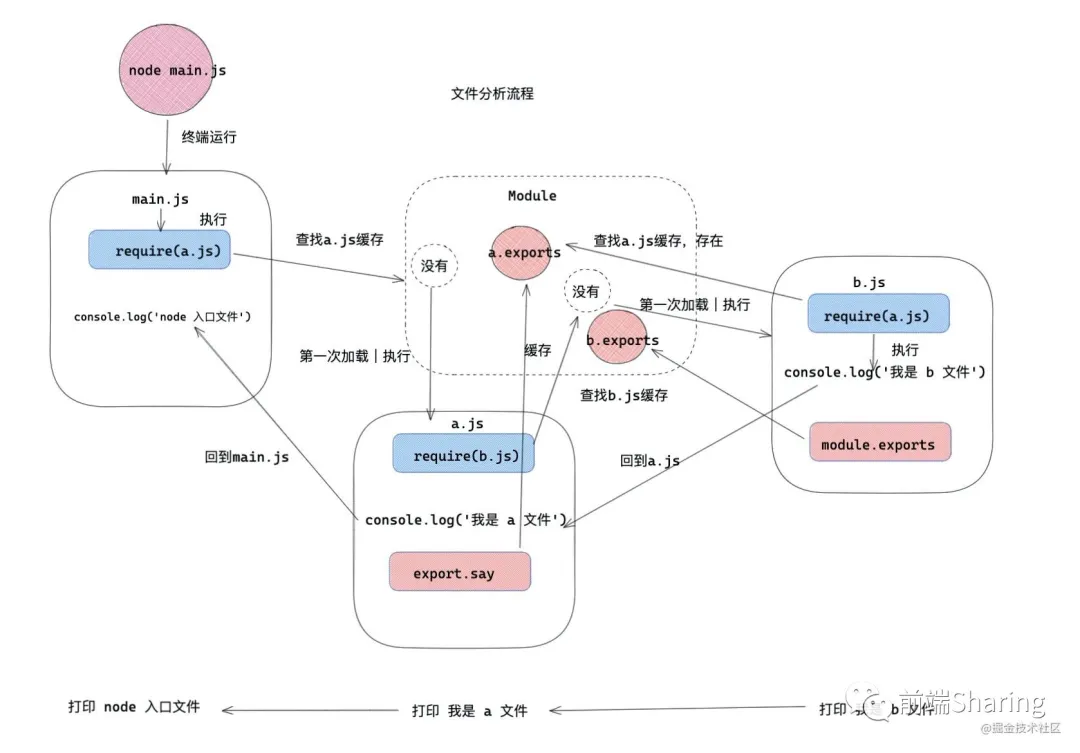 node main.js
文件分析流程
终端运行
main.js
执行
require(a.js)
console.log('node 入口文件')
查找a.js缓存
Module
没有
a.exports
查找a.js缓存，存在
没有
b.exports
第一次加载｜执行
b.js
require(a.js)
执行
console.log('我是 b 文件')
module.exports
第一次加载｜执行
缓存
查找b.js缓存
回到main.js
回到a.js
a.js
require(b.js)
console.log('我是 a 文件')
export.say
打印 node 入口文件
打印 我是 a 文件
打印 b 文件
前端Sharing
@掘金技术社区